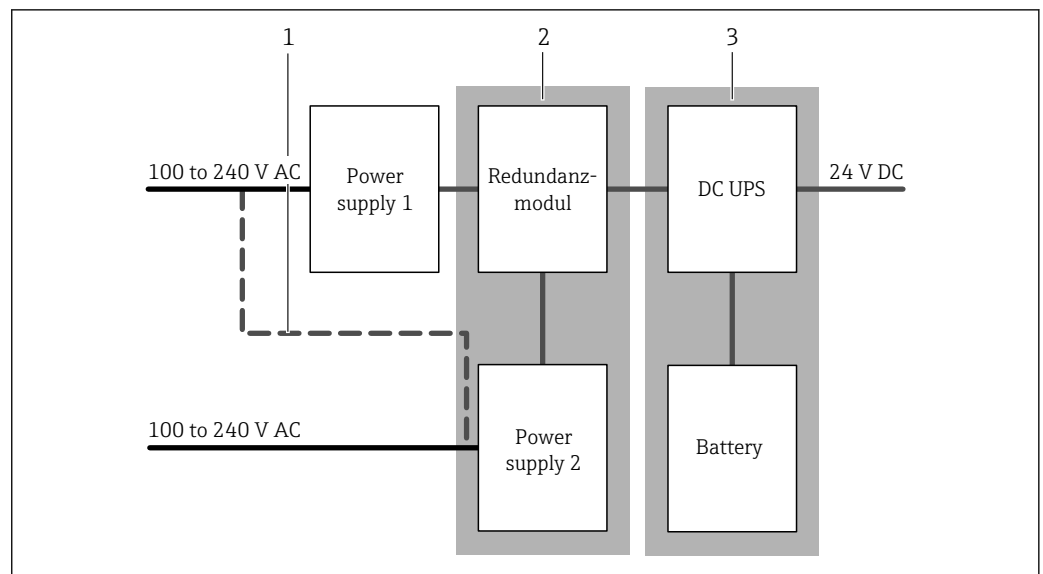 1 2 3
100 to 240 V AC
Power
supply 1
Redundanz-
modul
DC UPS
24 V DC
100 to 240 V AC
Power
supply 2
Battery